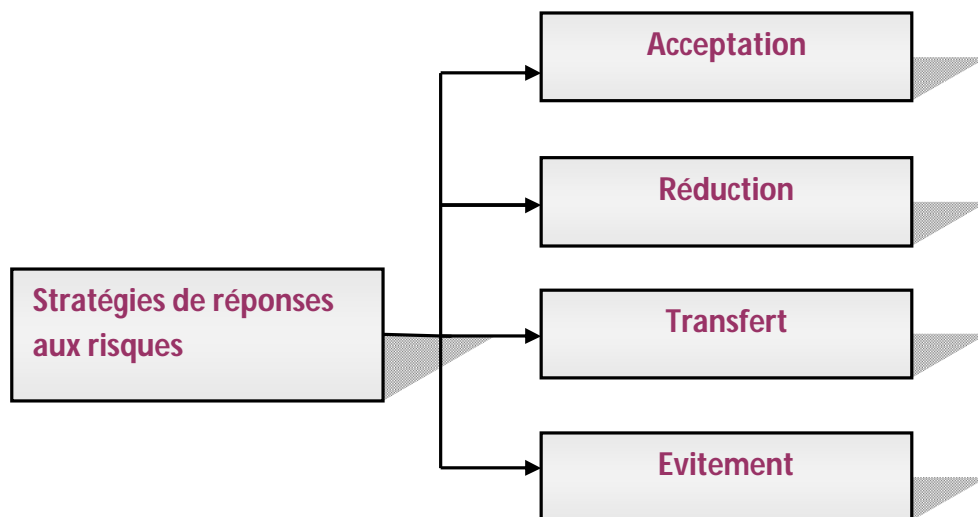 Acceptation
Réduction
Stratégies de réponses
aux risques
Transfert
Evitement